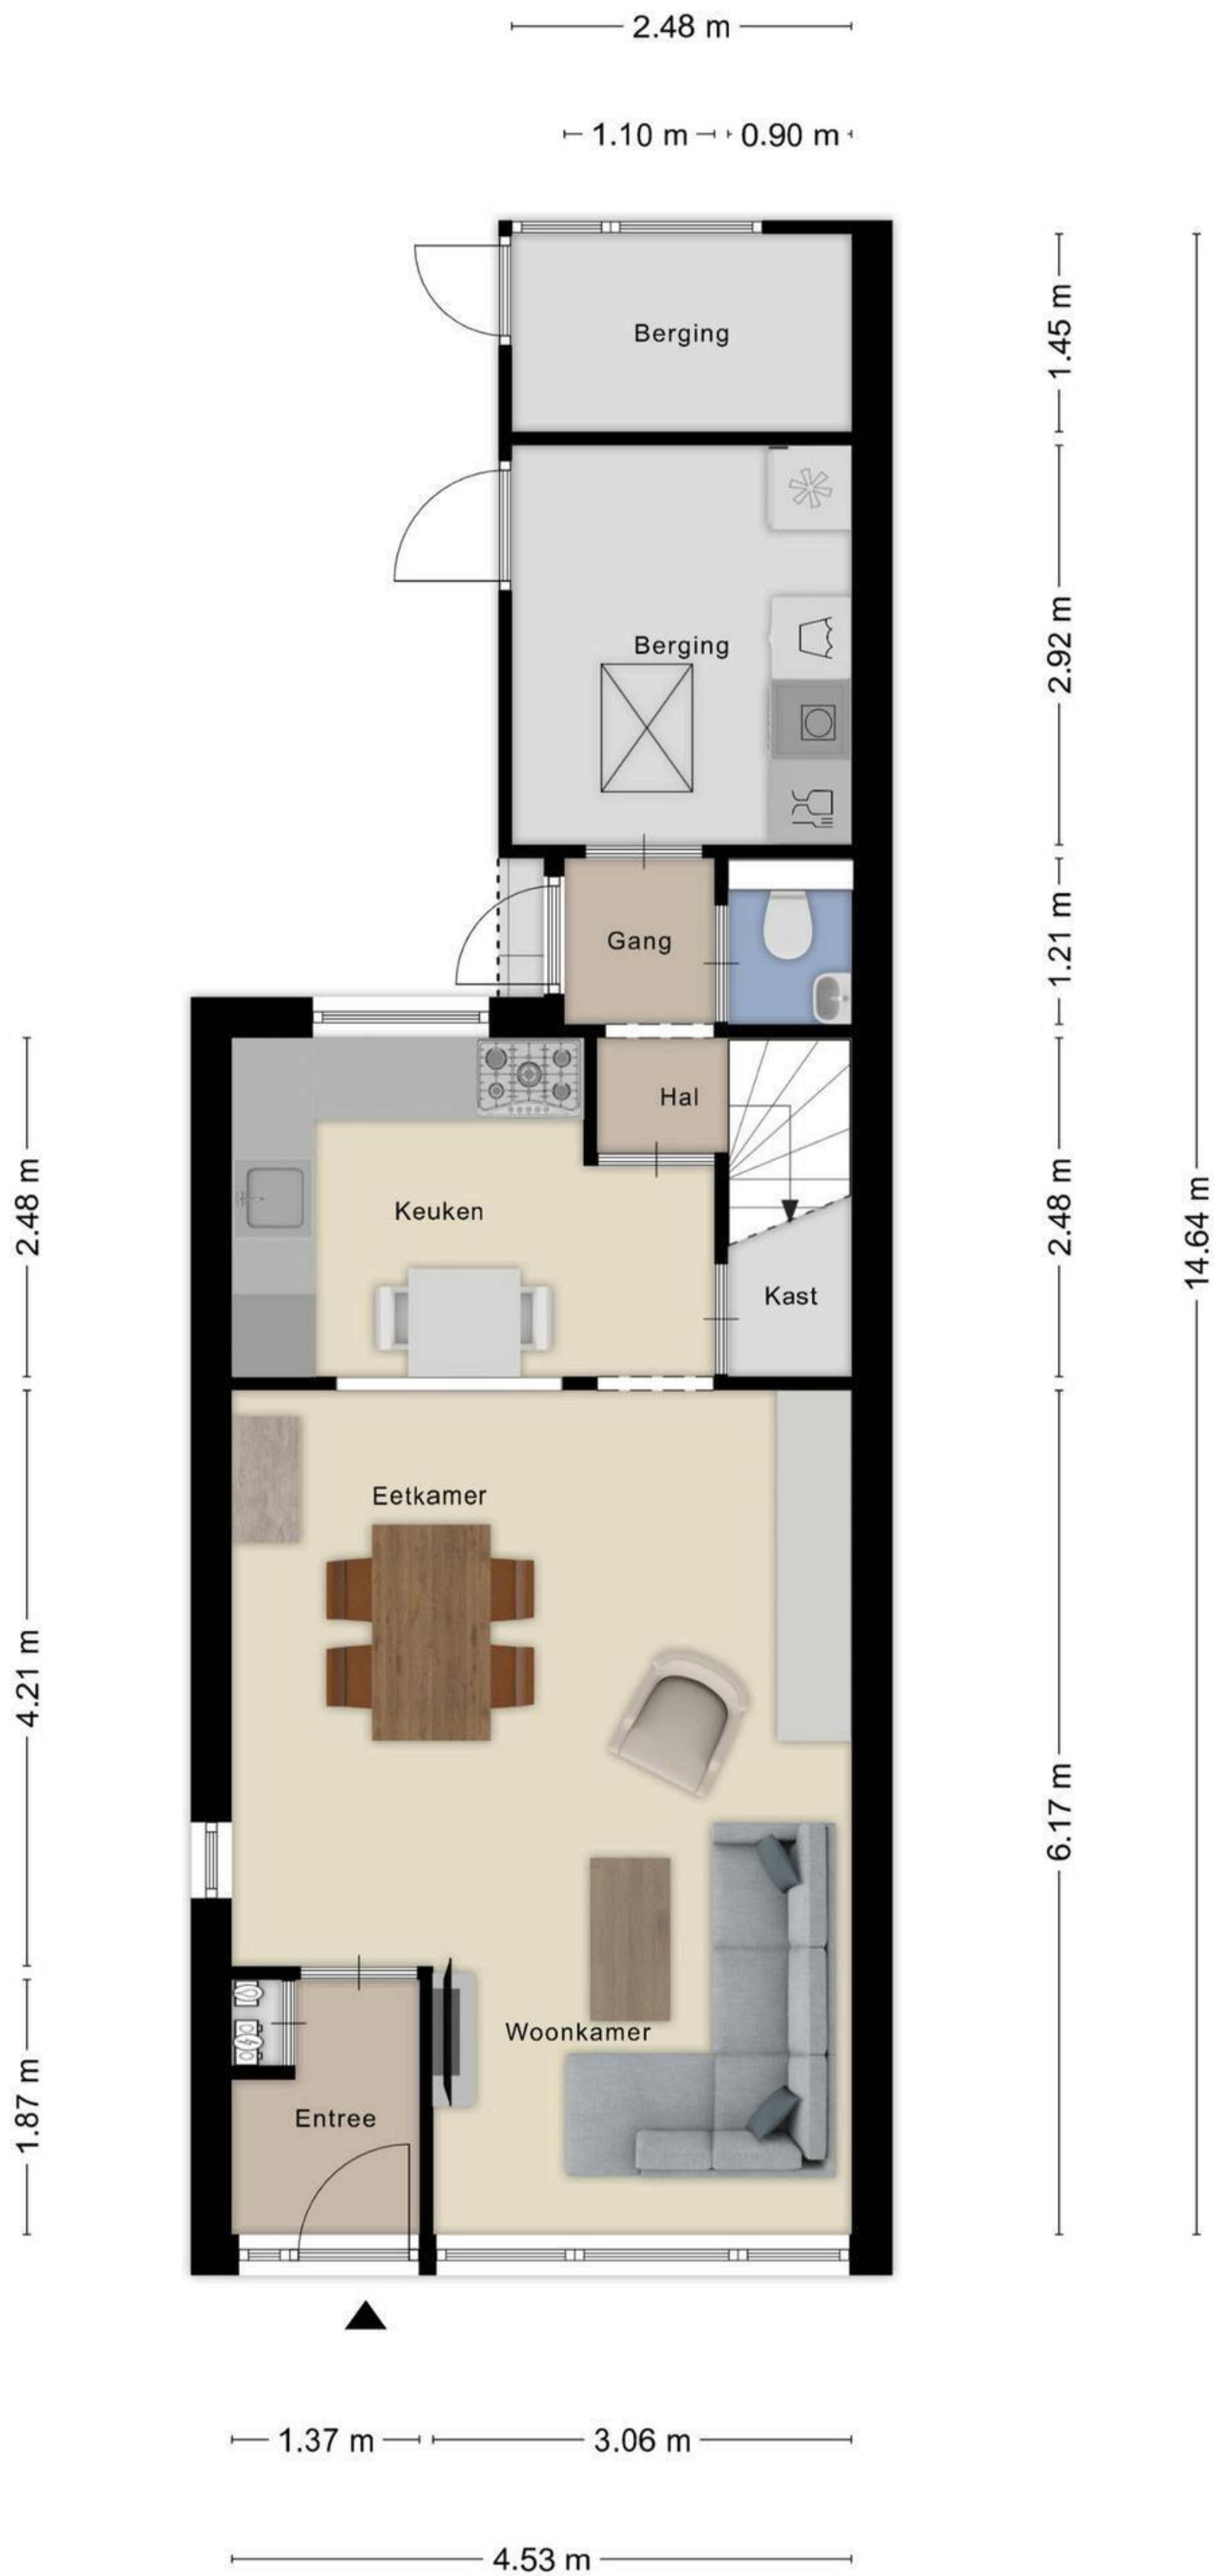 2.48 m
1.10 m
0.90 m
Berging
1.45 m
Berging
2.92 m
Gang
1.21 m
Hal
Keuken
2.48 m
2.48 m
14.64 m
Kast
Eetkamer
4.21 m
6.17 m
Woonkamer
1.87 m
Entree
1.37 m
3.06 m
4.53 m